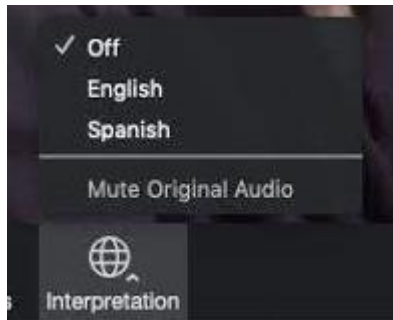 Off
English
Spanish
Mute Original Audio
Interpretation